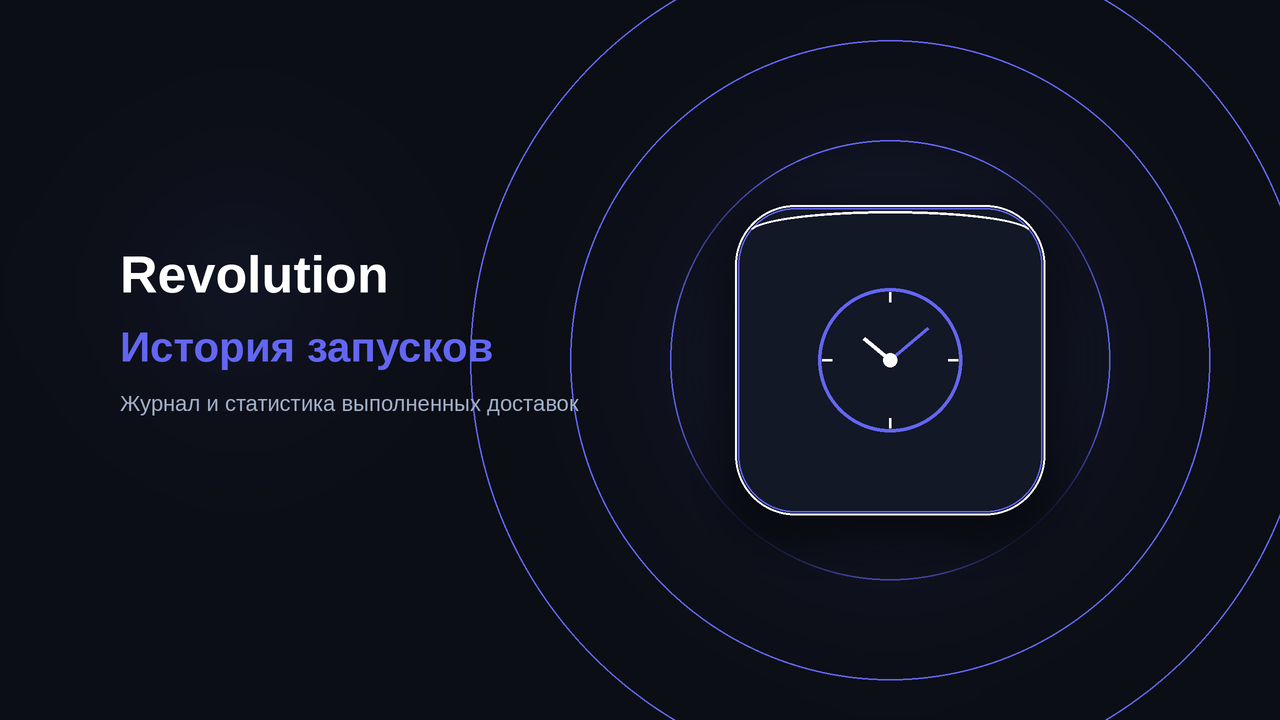 Revolution
История запусков
Журнал и статистика выполненных доставок